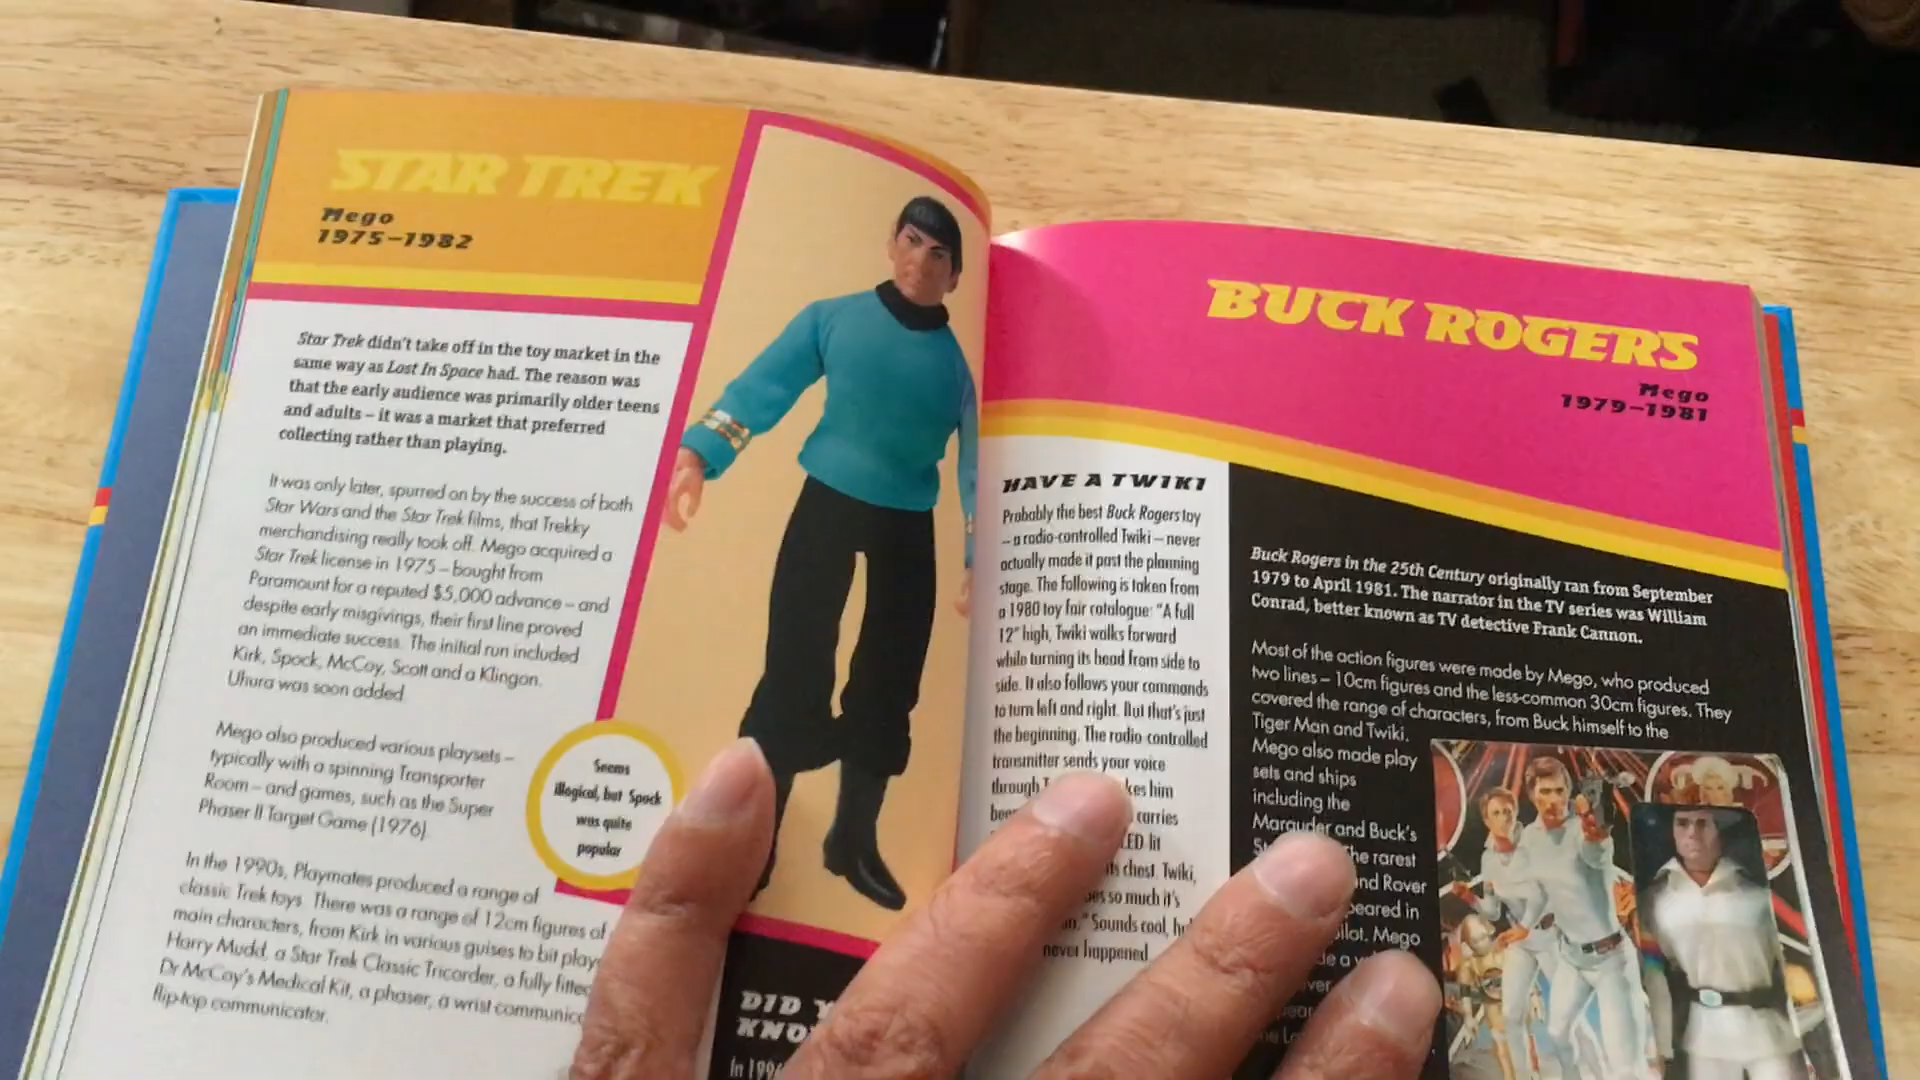 STAR TREK
Mego
1975–1982
Star Trek didn't take off in the toy market in the
same way as Lost In Space had. The reason was
that the early audience was primarily older teens
and adults – it was a market that preferred
collecting rather than playing.
It was only later, spurred on by the success of both
Star Wars and the Star Trek films, that Trekky
merchandising really took off. Mego acquired a
Star Trek license in 1975 – bought from
Paramount for a reputed $5,000 advance – and
despite early misgivings, their first line proved
an immediate success. The initial run included
Kirk, Spock, McCoy, Scott and a Klingon.
Uhura was soon added.
Mego also produced various playsets –
typically with a spinning Transporter
Room – and games, such as the Super
Phaser II Target Game (1976).
In the 1990s, Playmates produced a range of
classic Trek toys. There was a range of 12cm figures of
main characters, from Kirk in various guises to bit
Harry Mudd, a Star Trek Classic Tricorder, a fully
Dr McCoy's Medical Kit, a phaser, a wrist
flip-top communicator.
Seems
illogical, but Spock
was quite
popular
DID
In
BUCK ROGERS
Mego
1979–1981
HAVE A TWIKI
Probably the best Buck Rogers toy
– a radio-controlled Twiki – never
actually made it past the planning
stage. The following is taken from
a 1980 toy fair catalogue: "A full
12" high, Twiki walks forward
while turning its head from side to
side. It also follows your commands
to turn left and right. But that's just
the beginning. The radio controlled
transmitter sends your voice
through him
carries
lit
chest. Twiki,
so much it's
Sounds cool,
never happened
Buck Rogers in the 25th Century originally ran from September
1979 to April 1981. The narrator in the TV series was William
Conrad, better known as TV detective Frank Cannon.
Most of the action figures were made by Mego, who produced
two lines – 10cm figures and the less-common 30cm figures. They
covered the range of characters, from Buck himself to the
Tiger Man and Twiki.
Mego also made play
sets and ships
including the
Marauder and Buck's
rarest
Rover
in
Mego
a